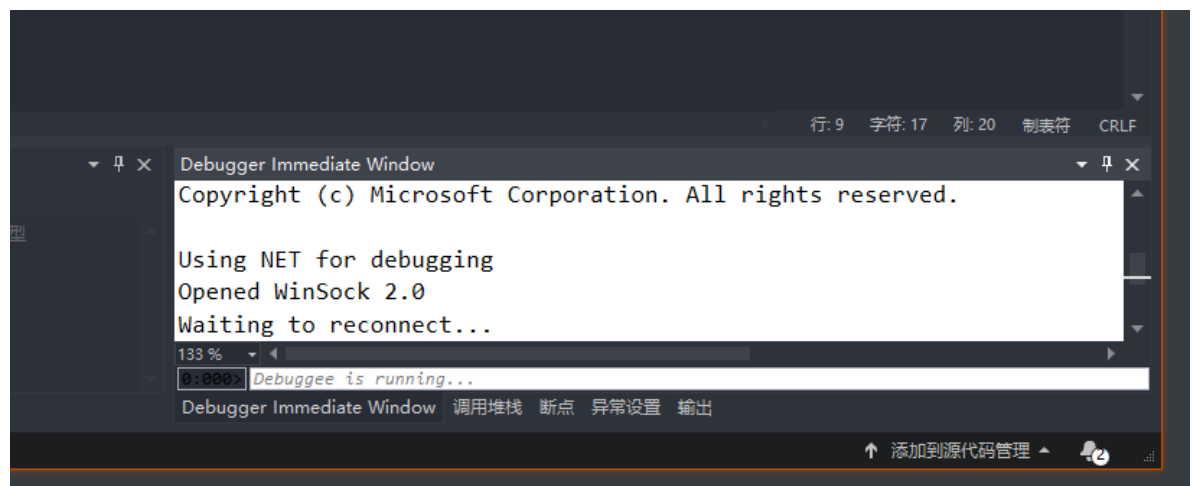 行: 9 字符: 17 列: 20 制表符 CRLF
Debugger Immediate Window
Copyright (c) Microsoft Corporation. All rights reserved.
型
Using NET for debugging
Opened WinSock 2.0
Waiting to reconnect...
133 %
0:000> Debuggee is running...
Debugger Immediate Window 调用堆栈 断点 异常设置 输出
添加到源代码管理 2